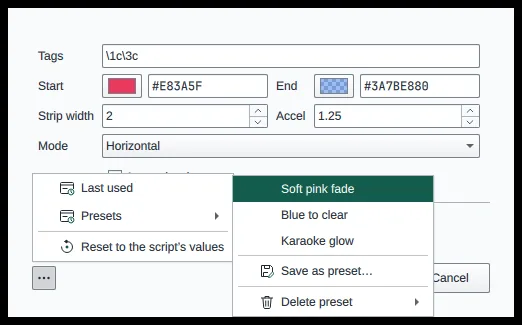 Tags \1c\3c
Start #E83A5F End #3A7BE880
Strip width 2 Accel 1.25
Mode Horizontal
Last used
Presets
Reset to the script's values
Soft pink fade
Blue to clear
Karaoke glow
Save as preset…
Delete preset
Cancel